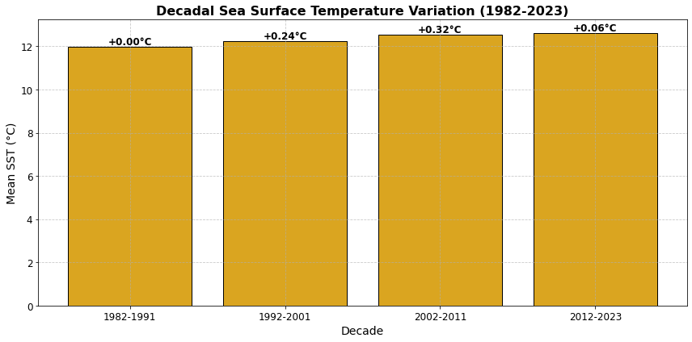 Decadal Sea Surface Temperature Variation (1982-2023)
+0.00°C
+0.24°C
+0.32°C
+0.06°C
Mean SST (°C)
12
10
8
6
4
2
0
1982-1991
1992-2001
2002-2011
2012-2023
Decade